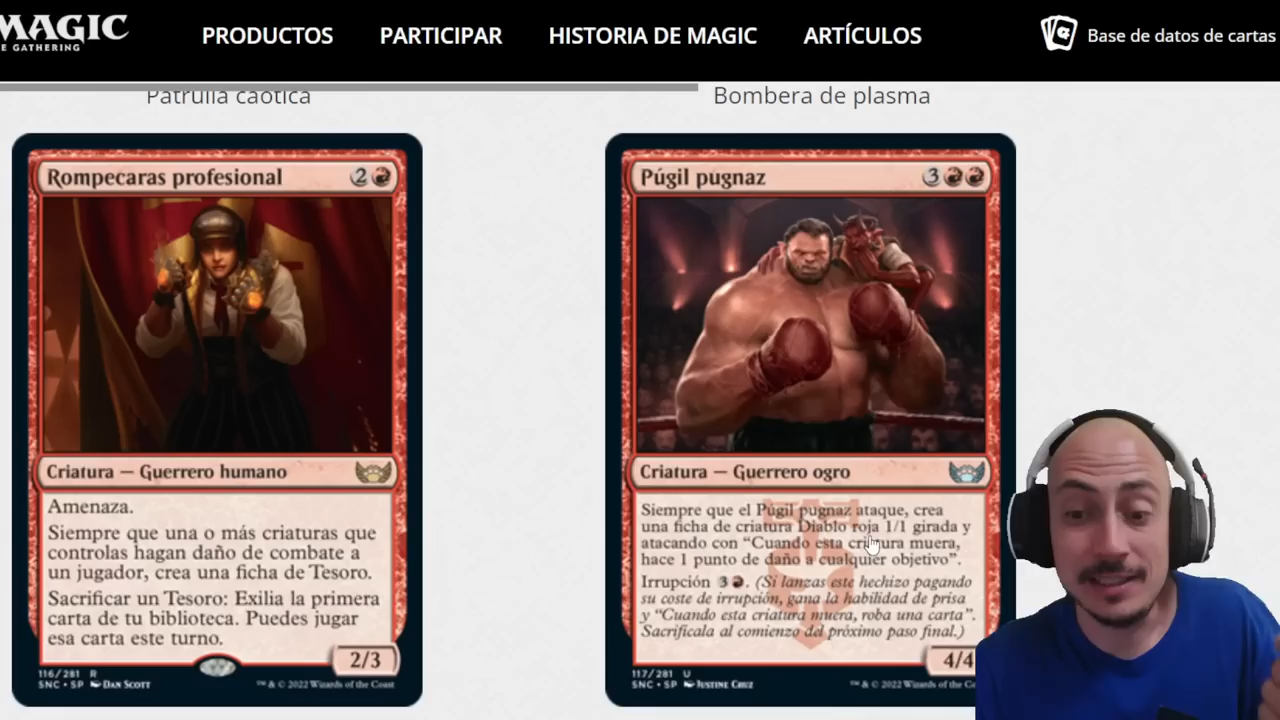 MAGIC
E GATHERING
PRODUCTOS
PARTICIPAR
HISTORIA DE MAGIC
ARTÍCULOS
Base de datos de cartas
Patrulla caótica
Bombera de plasma
Rompecaras profesional 2
Criatura — Guerrero humano
Amenaza.
Siempre que una o más criaturas que
controlas hagan daño de combate a
un jugador, crea una ficha de Tesoro.
Sacrificar un Tesoro: Exilia la primera
carta de tu biblioteca. Puedes jugar
esa carta este turno.
2/3
116/281 R
SNC • SP DAN SCOTT
™ & © 2022 Wizards of the Coast
Púgil pugnaz 3
Criatura — Guerrero ogro
Siempre que el Púgil pugnaz ataque, crea
una ficha de criatura Diablo roja 1/1 girada y
atacando con “Cuando esta criatura muera,
hace 1 punto de daño a cualquier objetivo”.
Irrupción 3. (Si lanzas este hechizo pagando
su coste de irrupción, gana la habilidad de prisa
y “Cuando esta criatura muera, roba una carta”.
Sacrifícala al comienzo del próximo paso final.)
4/4
117/281 U
SNC • SP JUSTINE CRUZ
™ & © 2022 Wizards of the Co